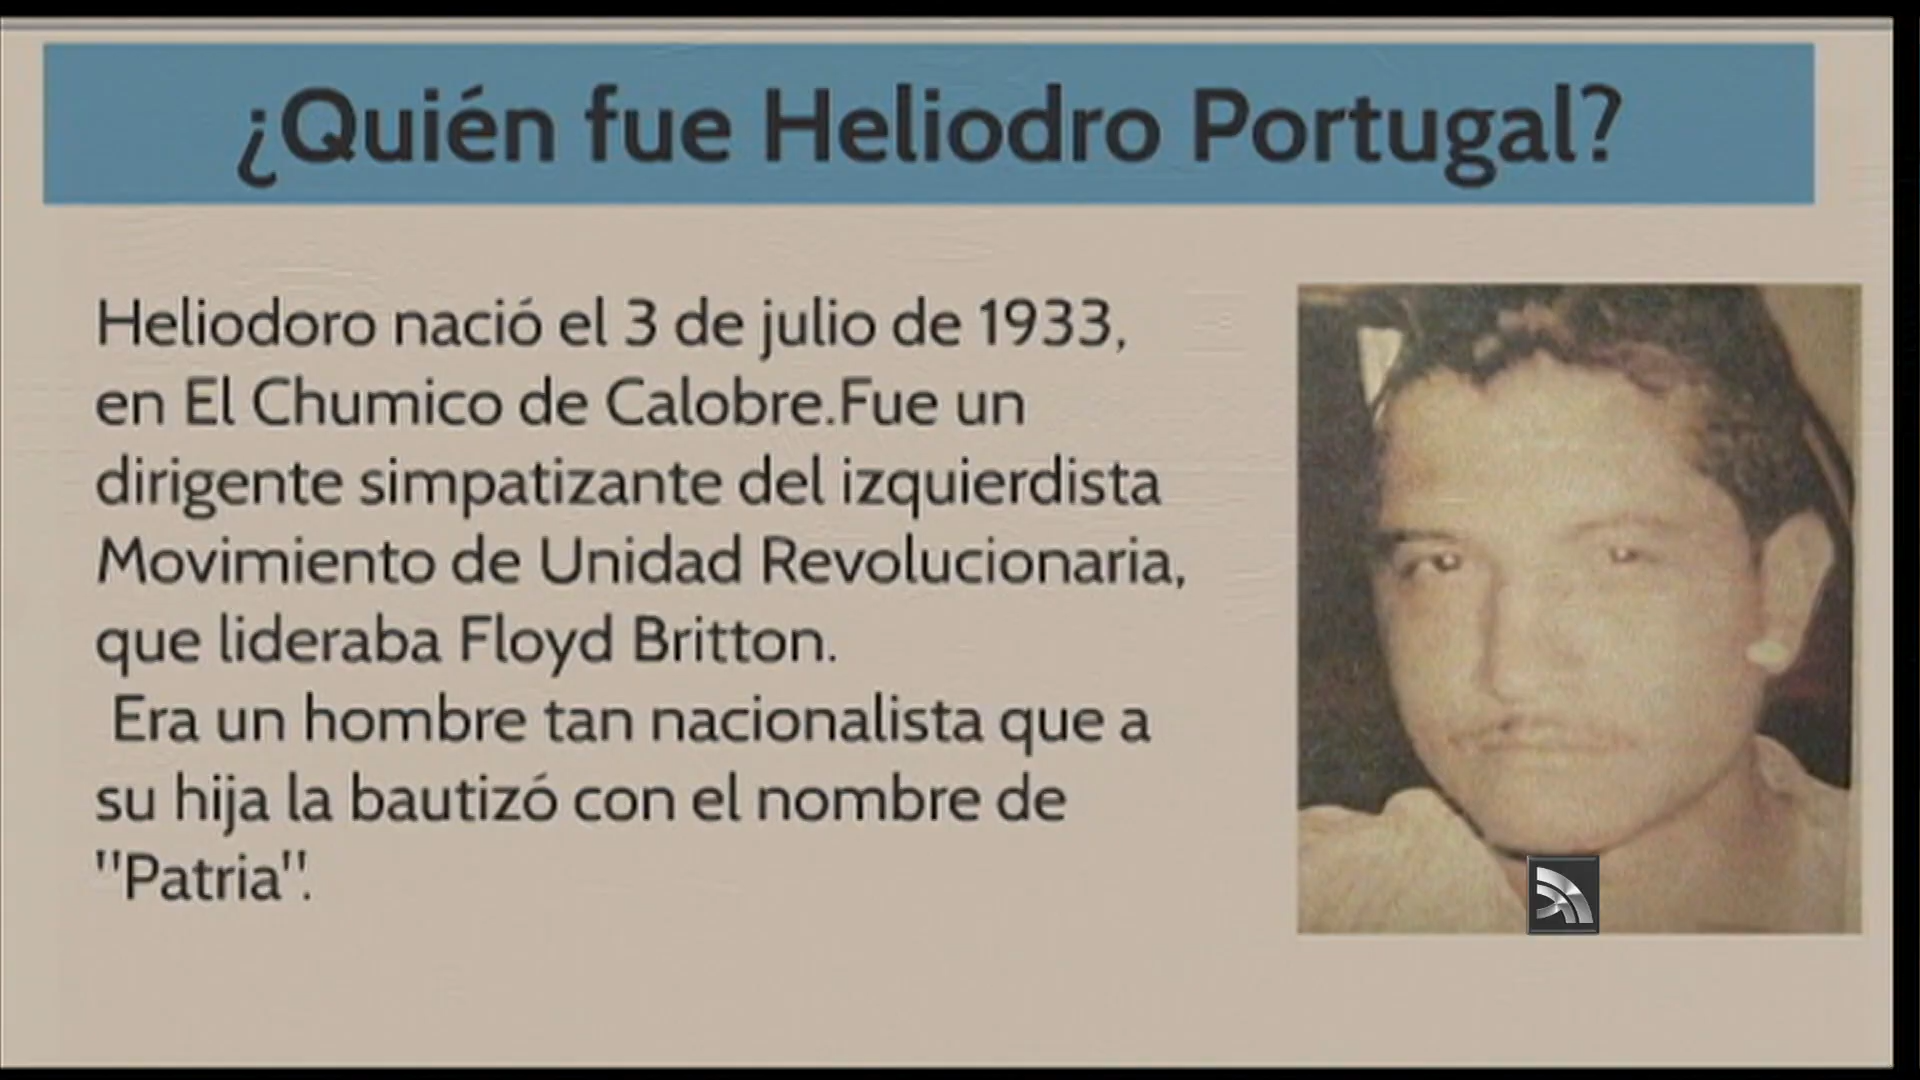 ¿Quién fue Heliodro Portugal?
Heliodoro nació el 3 de julio de 1933,
en El Chumico de Calobre.Fue un
dirigente simpatizante del izquierdista
Movimiento de Unidad Revolucionaria,
que lideraba Floyd Britton.
Era un hombre tan nacionalista que a
su hija la bautizó con el nombre de
"Patria".